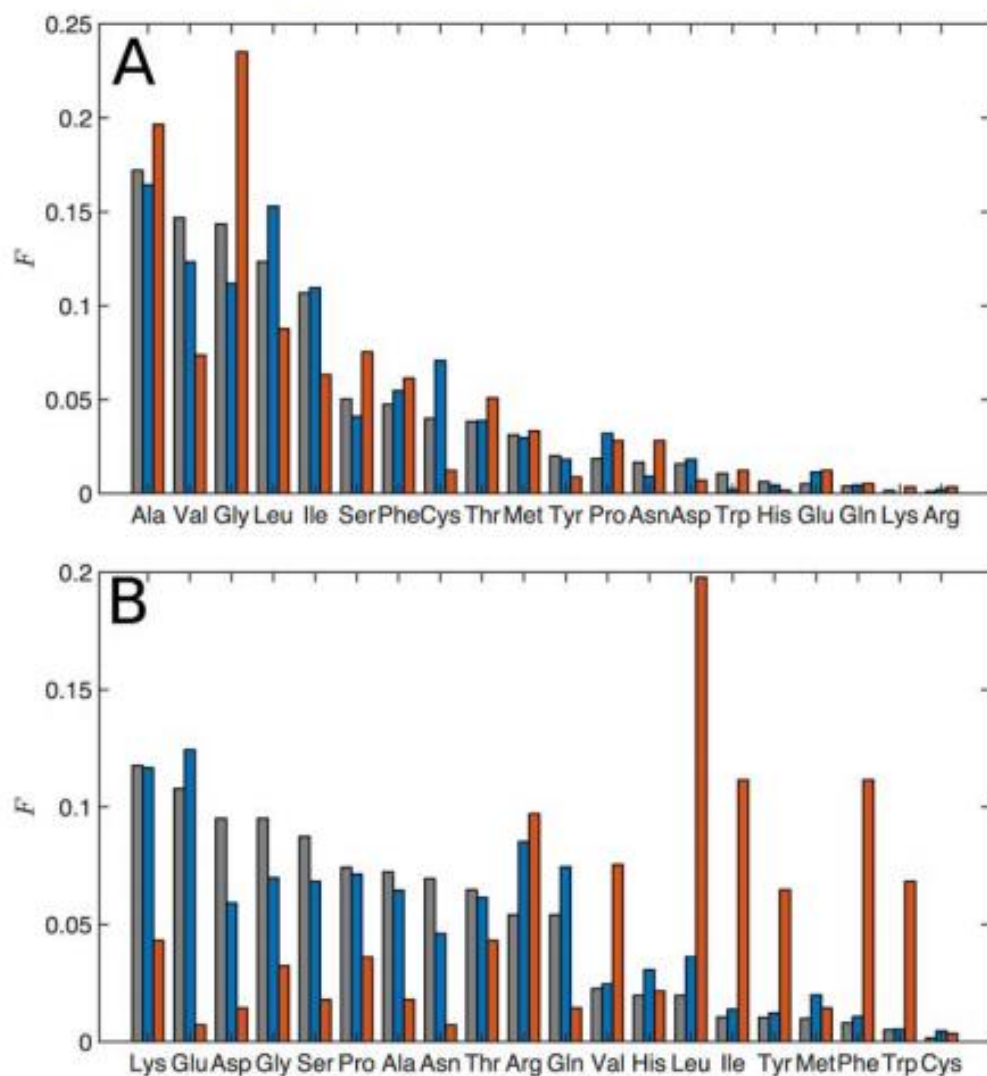 A
0.25
0.2
0.15
0.1
0.05
0
F
Ala Val Gly Leu Ile Ser Phe Cys Thr Met Tyr Pro Asn Asp Trp His Glu Gln Lys Arg
B
0.2
0.15
0.1
0.05
0
F
Lys Glu Asp Gly Ser Pro Ala Asn Thr Arg Gln Val His Leu Ile Tyr Met Phe Trp Cys